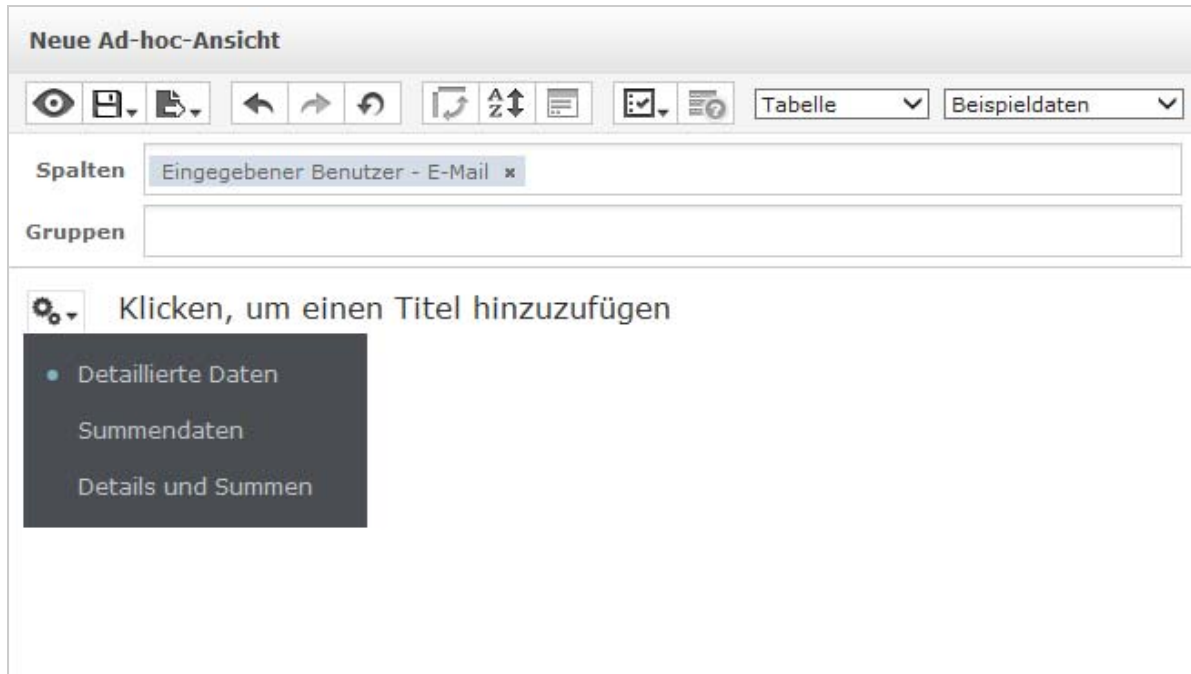 Neue Ad-hoc-Ansicht
A Z Tabelle Beispieldaten
Spalten Eingegebener Benutzer - E-Mail x
Gruppen
Klicken, um einen Titel hinzuzufügen
• Detaillierte Daten
Summendaten
Details und Summen